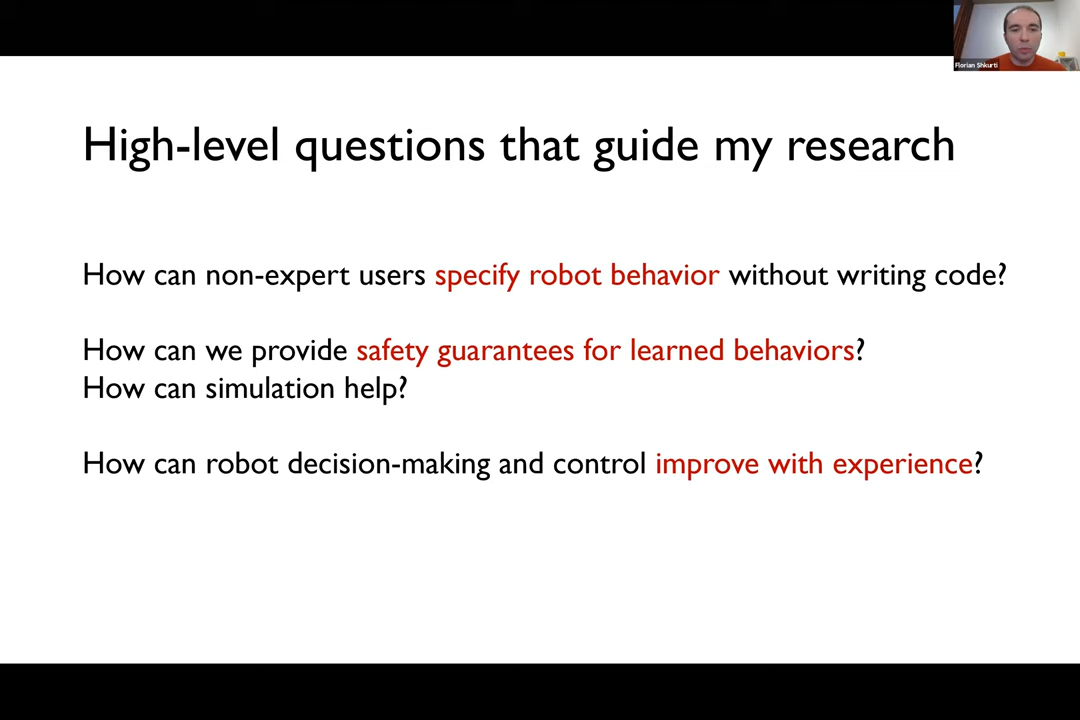 Florian Shkurti
High-level questions that guide my research
How can non-expert users specify robot behavior without writing code?
How can we provide safety guarantees for learned behaviors?
How can simulation help?
How can robot decision-making and control improve with experience?